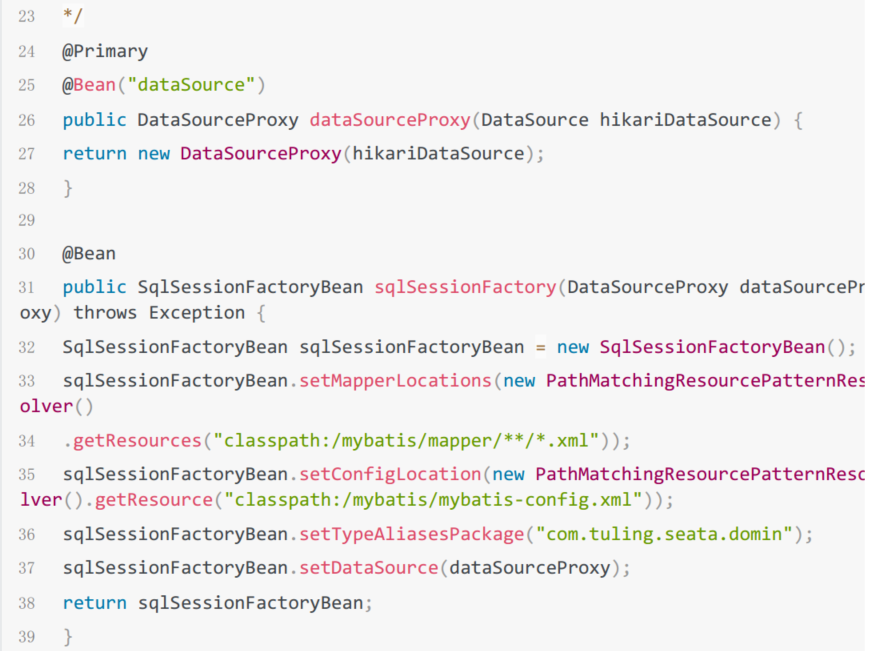 23 */
24 @Primary
25 @Bean("dataSource")
26 public DataSourceProxy dataSourceProxy(DataSource hikariDataSource) {
27 return new DataSourceProxy(hikariDataSource);
28 }
29
30 @Bean
31 public SqlSessionFactoryBean sqlSessionFactory(DataSourceProxy dataSourcePr
oxy) throws Exception {
32 SqlSessionFactoryBean sqlSessionFactoryBean = new SqlSessionFactoryBean();
33 sqlSessionFactoryBean.setMapperLocations(new PathMatchingResourcePatternRes
olver()
34 .getResources("classpath:/mybatis/mapper/**/*.xml"));
35 sqlSessionFactoryBean.setConfigLocation(new PathMatchingResourcePatternReso
lver().getResource("classpath:/mybatis/mybatis-config.xml"));
36 sqlSessionFactoryBean.setTypeAliasesPackage("com.tuling.seata.domin");
37 sqlSessionFactoryBean.setDataSource(dataSourceProxy);
38 return sqlSessionFactoryBean;
39 }